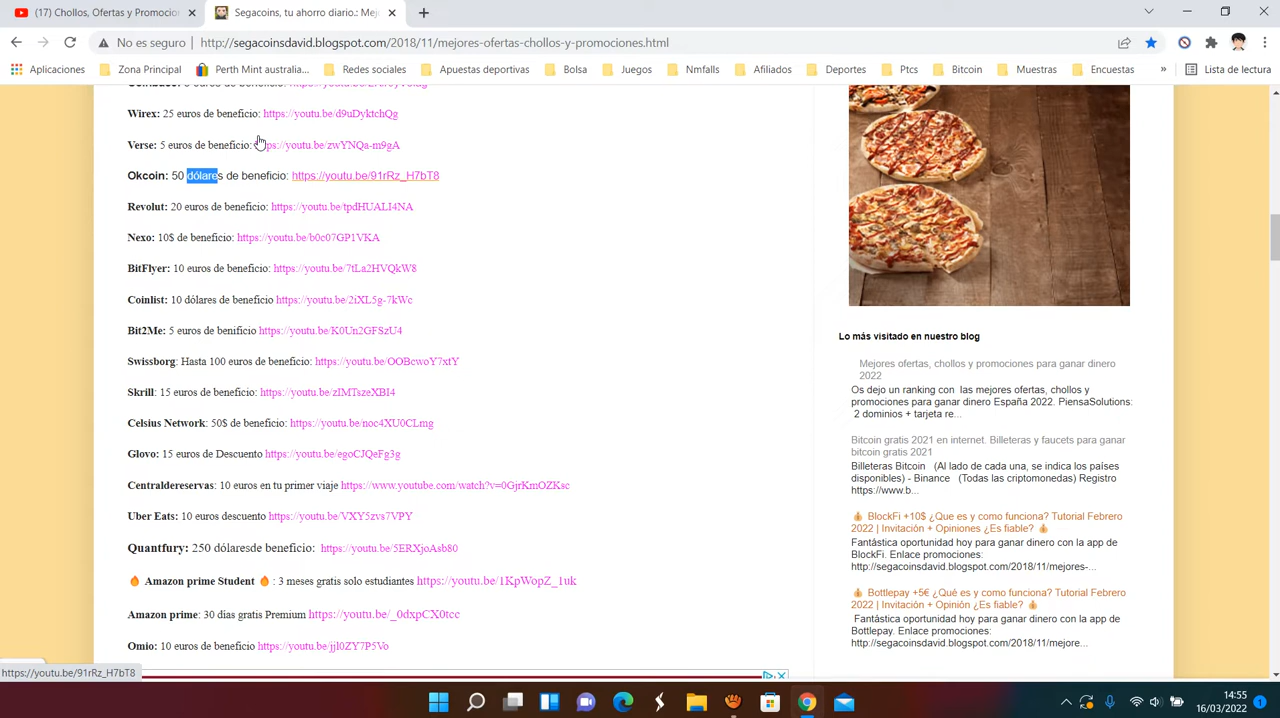 (17) Chollos, Ofertas y Promocion
Segacoins, tu ahorro diario.: Mej
No es seguro
http://segacoinsdavid.blogspot.com/2018/11/mejores-ofertas-chollos-y-promociones.html
Aplicaciones
Zona Principal
Perth Mint australia...
Redes sociales
Apuestas deportivas
Bolsa
Juegos
Nmfalls
Afiliados
Deportes
Ptcs
Bitcoin
Muestras
Encuestas
»
Lista de lectura
Wirex: 25 euros de beneficio: https://youtu.be/d9uDyktchQg
Verse: 5 euros de beneficio: https://youtu.be/zwYNQa-m9gA
Okcoin: 50 dólares de beneficio: https://youtu.be/91rRz_H7bT8
Revolut: 20 euros de beneficio: https://youtu.be/tpdHUALI4NA
Nexo: 10$ de beneficio: https://youtu.be/b0c07GP1VKA
BitFlyer: 10 euros de beneficio: https://youtu.be/7tLa2HVQkW8
Coinlist: 10 dólares de beneficio https://youtu.be/2iXL5g-7kWc
Bit2Me: 5 euros de benificio https://youtu.be/K0Un2GFSzU4
Swissborg: Hasta 100 euros de beneficio: https://youtu.be/OOBcwoY7xtY
Skrill: 15 euros de beneficio: https://youtu.be/zIMTszeXBI4
Celsius Network: 50$ de beneficio: https://youtu.be/noc4XU0CLmg
Glovo: 15 euros de Descuento https://youtu.be/egoCJQeFg3g
Centraldereservas: 10 euros en tu primer viaje https://www.youtube.com/watch?v=0GjrKmOZKsc
Uber Eats: 10 euros descuento https://youtu.be/VXY5zvs7VPY
Quantfury: 250 dólaresde beneficio: https://youtu.be/5ERXjoAsb80
🔥 Amazon prime Student 🔥 : 3 meses gratis solo estudiantes https://youtu.be/1KpWopZ_1uk
Amazon prime: 30 días gratis Premium https://youtu.be/_0dxpCX0tcc
Omio: 10 euros de beneficio https://youtu.be/jjl0ZY7P5Vo
Lo más visitado en nuestro blog
Mejores ofertas, chollos y promociones para ganar dinero
2022
Os dejo un ranking con las mejores ofertas, chollos y
promociones para ganar dinero España 2022. PiensaSolutions:
2 dominios + tarjeta re...
Bitcoin gratis 2021 en internet. Billeteras y faucets para ganar
bitcoin gratis 2021
Billeteras Bitcoin (Al lado de cada una, se indica los países
disponibles) - Binance (Todas las criptomonedas) Registro
https://www.b...
💰 BlockFi +10$ ¿Que es y como funciona? Tutorial Febrero
2022 | Invitación + Opiniones ¿Es fiable? 💰
Fantástica oportunidad hoy para ganar dinero con la app de
BlockFi. Enlace promociones:
http://segacoinsdavid.blogspot.com/2018/11/mejores-...
💰 Bottlepay +5€ ¿Qué es y como funciona? Tutorial Febrero
2022 | Invitación + Opinión ¿Es fiable? 💰
Fantástica oportunidad hoy para ganar dinero con la app de
Bottlepay. Enlace promociones:
http://segacoinsdavid.blogspot.com/2018/11/mejore...
https://youtu.be/91rRz_H7bT8
14:55
16/03/2022